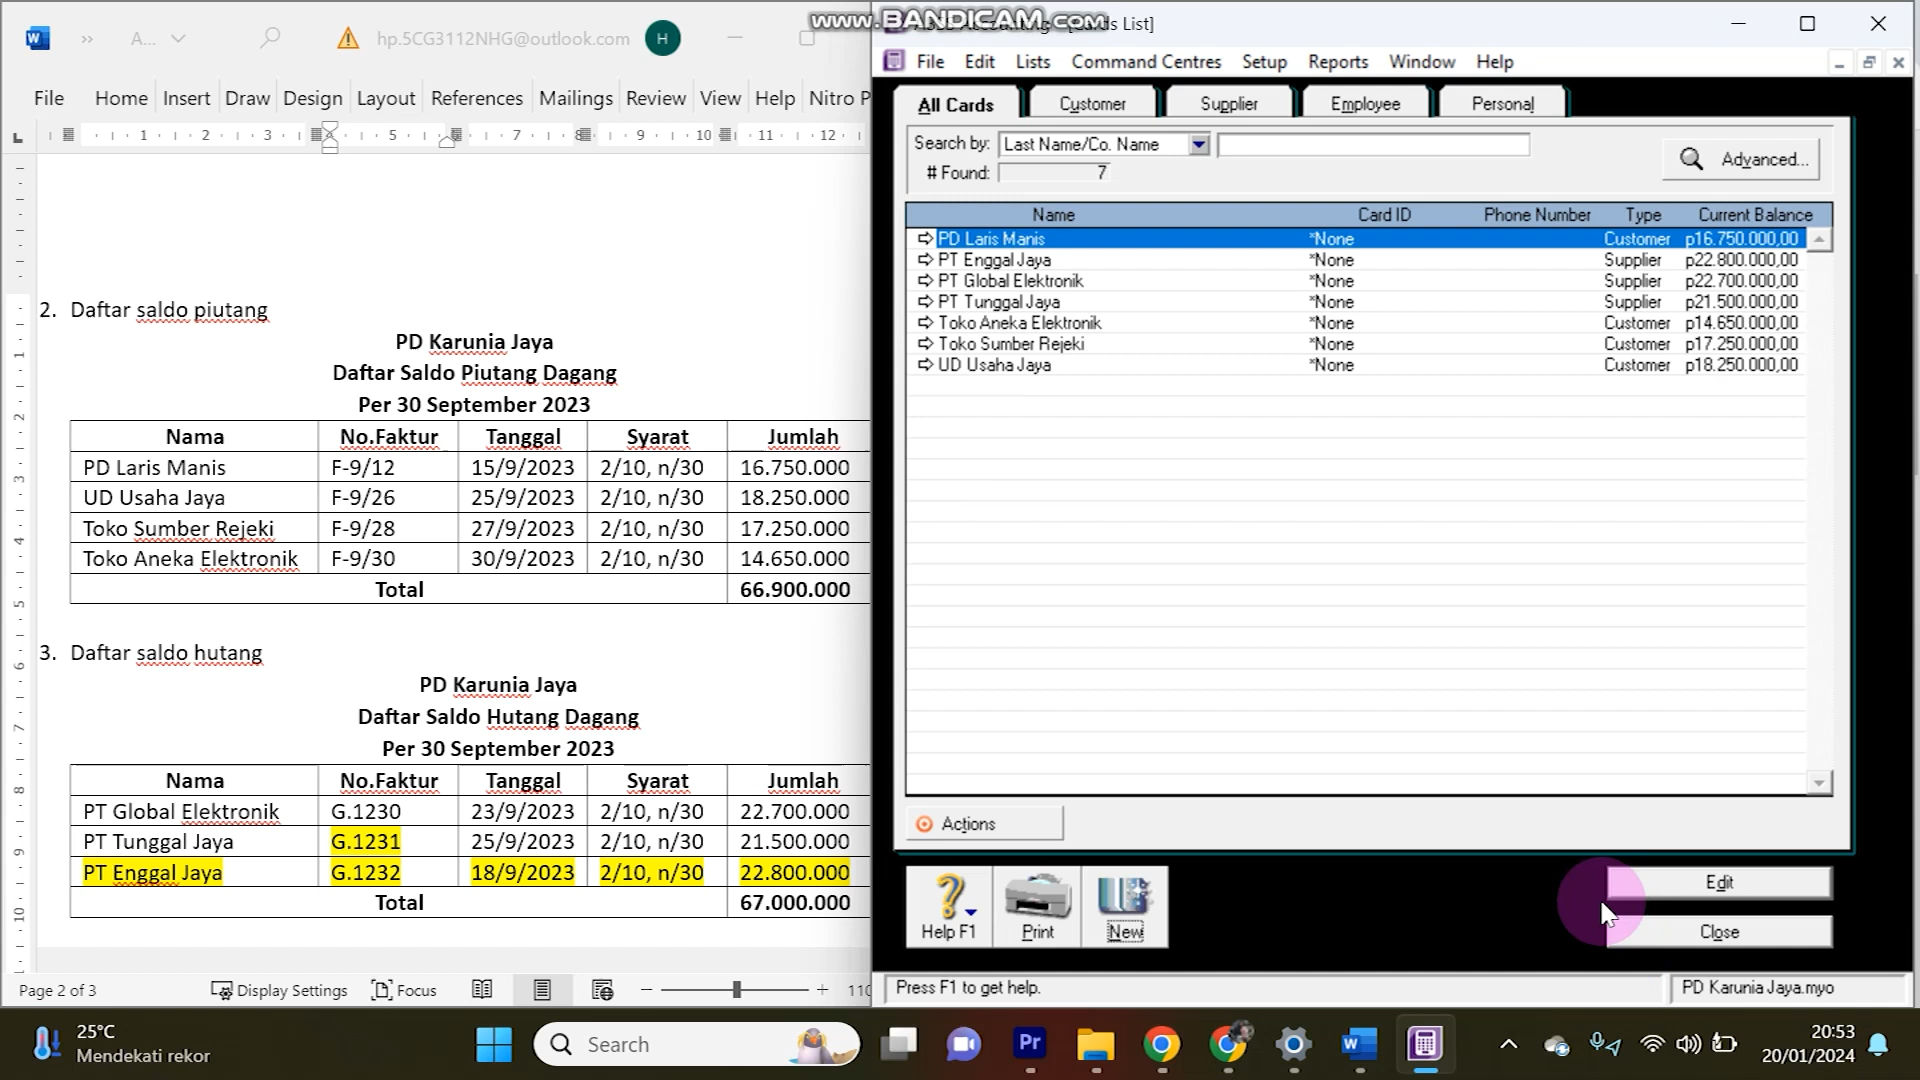 www.BANDICAM.com
[Cards List]
A...
hp.5CG3112NHG@outlook.com
H
File Home Insert Draw Design Layout References Mailings Review View Help Nitro P
1 2 3 5 7 8 9 10 11 12
2. Daftar saldo piutang
PD Karunia Jaya
Daftar Saldo Piutang Dagang
Per 30 September 2023
Nama No.Faktur Tanggal Syarat Jumlah
PD Laris Manis F-9/12 15/9/2023 2/10, n/30 16.750.000
UD Usaha Jaya F-9/26 25/9/2023 2/10, n/30 18.250.000
Toko Sumber Rejeki F-9/28 27/9/2023 2/10, n/30 17.250.000
Toko Aneka Elektronik F-9/30 30/9/2023 2/10, n/30 14.650.000
Total 66.900.000
3. Daftar saldo hutang
PD Karunia Jaya
Daftar Saldo Hutang Dagang
Per 30 September 2023
Nama No.Faktur Tanggal Syarat Jumlah
PT Global Elektronik G.1230 23/9/2023 2/10, n/30 22.700.000
PT Tunggal Jaya G.1231 25/9/2023 2/10, n/30 21.500.000
PT Enggal Jaya G.1232 18/9/2023 2/10, n/30 22.800.000
Total 67.000.000
Page 2 of 3 Display Settings Focus 110
File Edit Lists Command Centres Setup Reports Window Help
All Cards Customer Supplier Employee Personal
Search by: Last Name/Co. Name Advanced...
# Found: 7
Name Card ID Phone Number Type Current Balance
PD Laris Manis *None Customer p16.750.000,00
PT Enggal Jaya *None Supplier p22.800.000,00
PT Global Elektronik *None Supplier p22.700.000,00
PT Tunggal Jaya *None Supplier p21.500.000,00
Toko Aneka Elektronik *None Customer p14.650.000,00
Toko Sumber Rejeki *None Customer p17.250.000,00
UD Usaha Jaya *None Customer p18.250.000,00
Actions
Help F1 Print New
Edit
Close
Press F1 to get help. PD Karunia Jaya.myo
25°C
Mendekati rekor
Search
Pr
20:53
20/01/2024